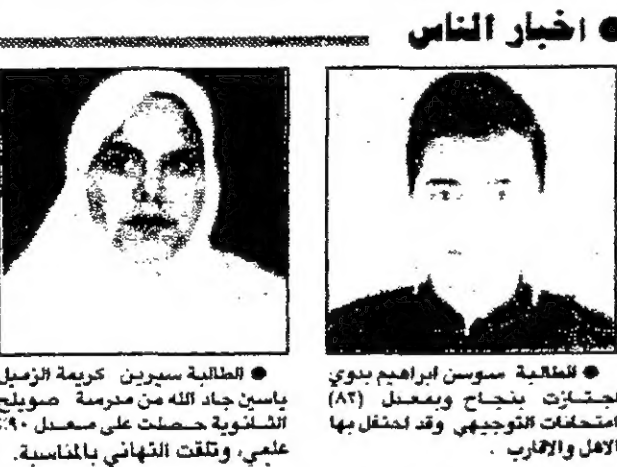 ● اخبار الناس
● الطالبة سوسن ابراهيم بدوي
اجتازت بنجاح وبمعدل (٨٢)
امتحانات التوجيهي وقد احتفل بها
الاهل والاقارب .
● الطالبة سيرين كريمة الزميل
ياسين جاد الله من مدرسة صويلح
الثانوية حصلت على معدل ٩٠٪
علمي، وتلقت التهاني بالمناسبة.